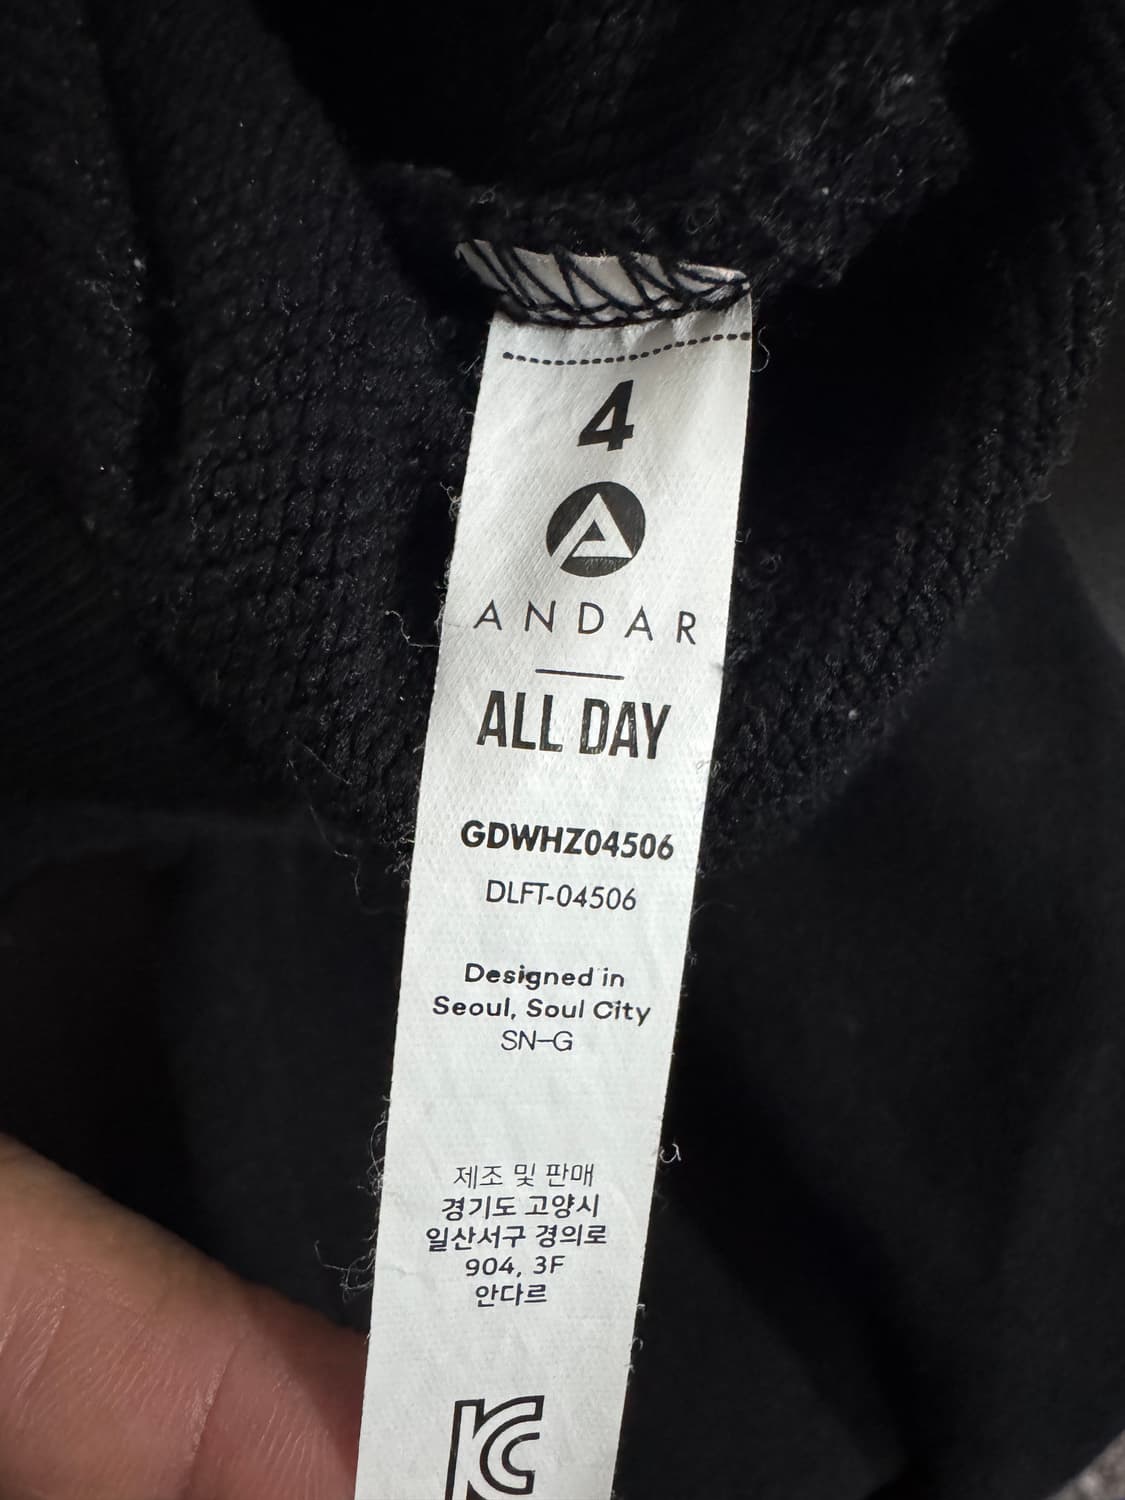 4
ANDAR
ALL DAY
GDWHZ04506
DLFT-04506
Designed in
Seoul, Soul City
SN-G
제조 및 판매
경기도 고양시
일산서구 경의로
904, 3F
안다르
KC